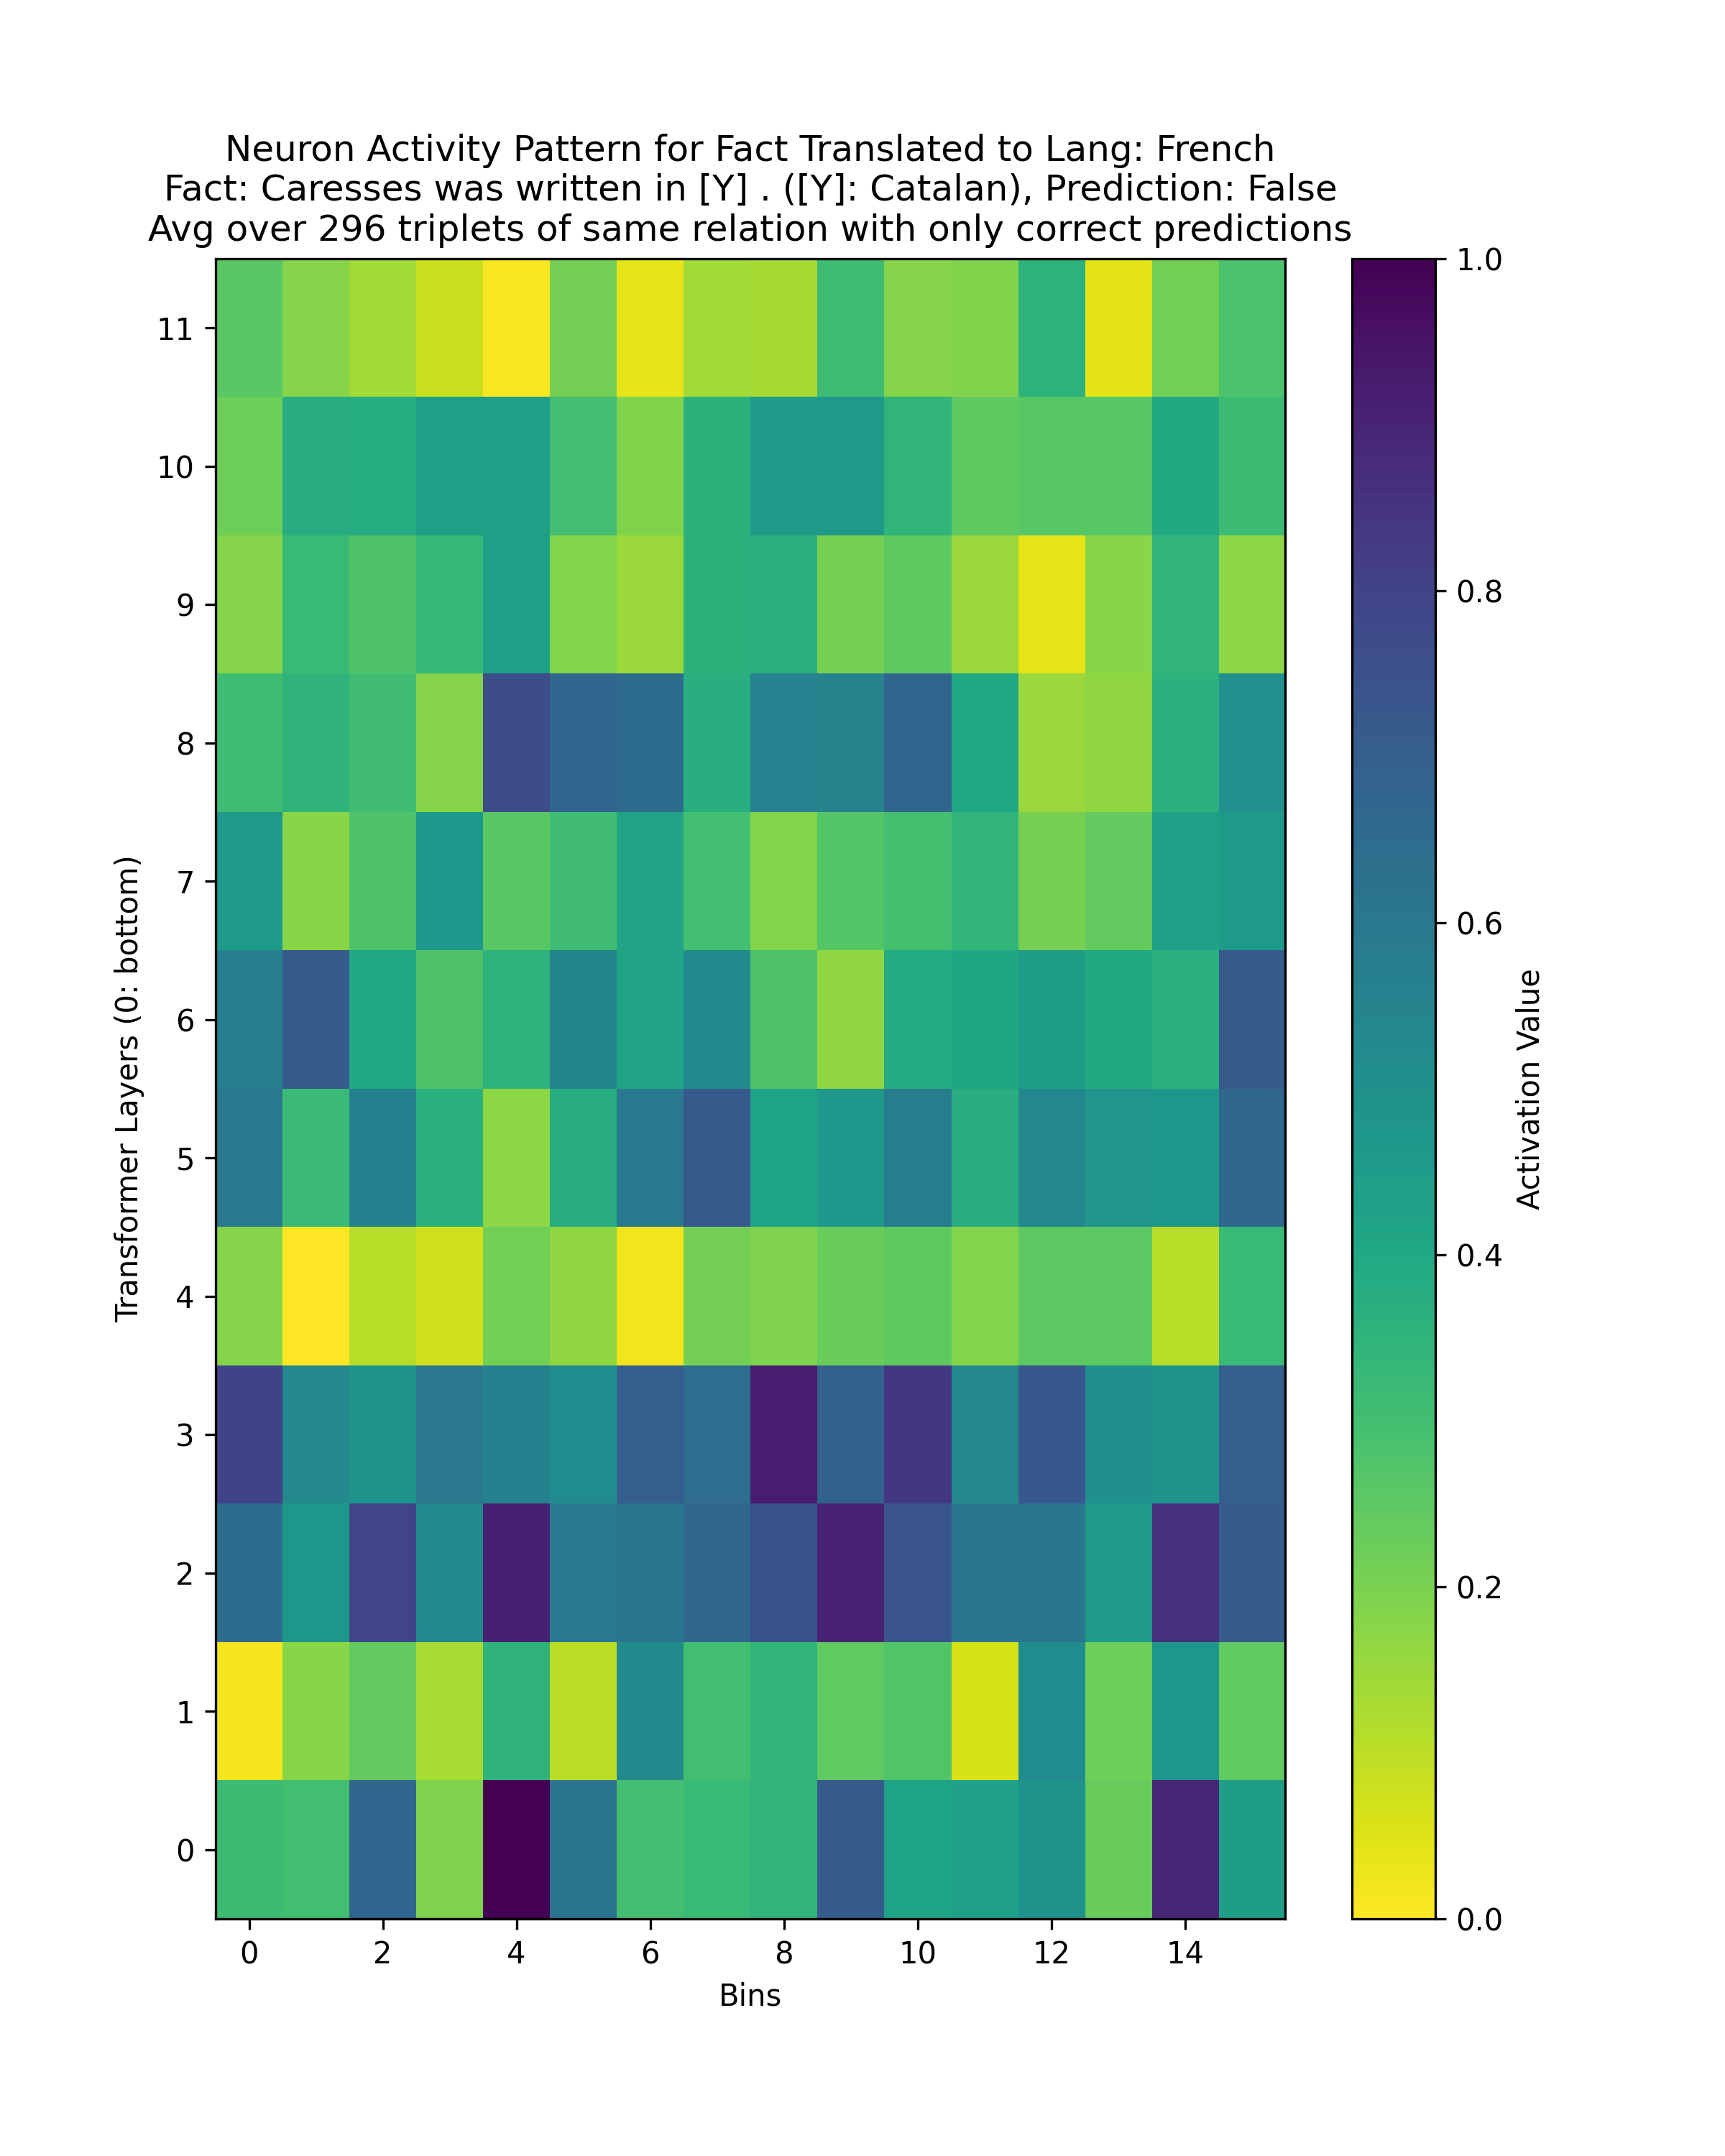 Neuron Activity Pattern for Fact Translated to Lang: French
Fact: Caresses was written in [Y] . ([Y]: Catalan), Prediction: False
Avg over 296 triplets of same relation with only correct predictions
Transformer Layers (0: bottom)
11
10
9
8
7
6
5
4
3
2
1
0
0 2 4 6 8 10 12 14
Bins
1.0
0.8
0.6
0.4
0.2
0.0
Activation Value